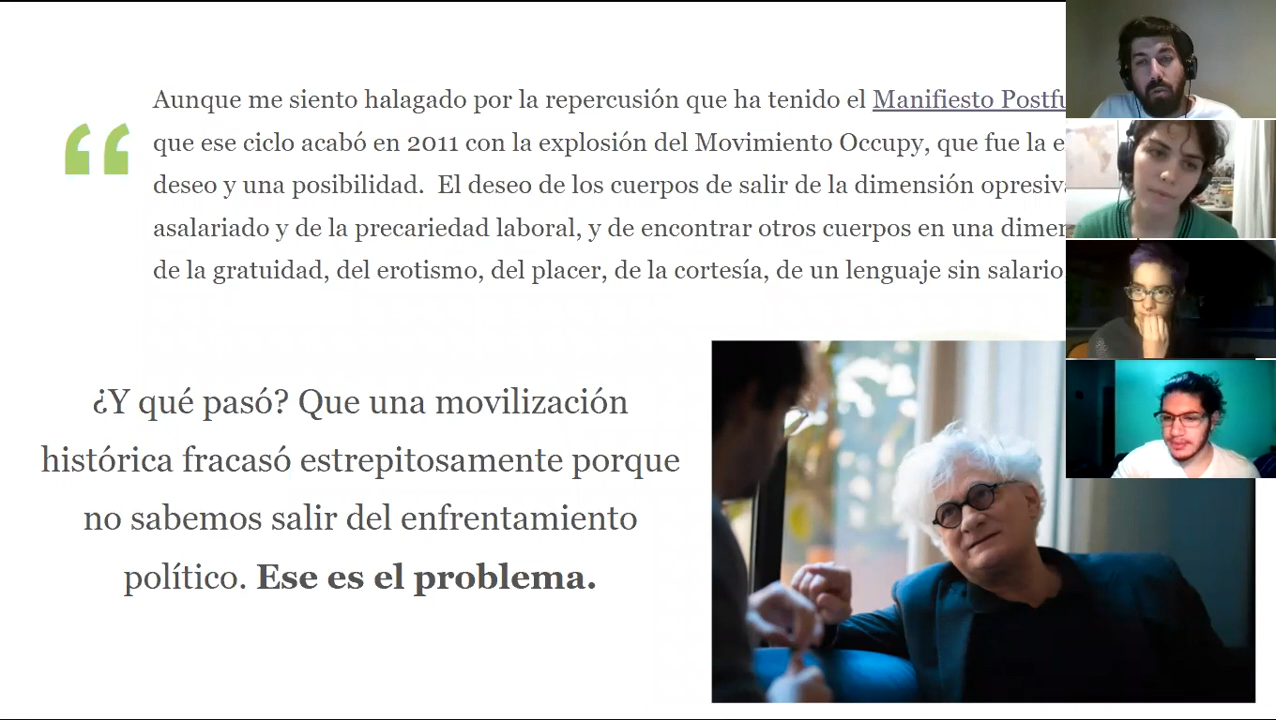 Aunque me siento halagado por la repercusión que ha tenido el Manifiesto
que ese ciclo acabó en 2011 con la explosión del Movimiento Occupy, que fue la
deseo y una posibilidad. El deseo de los cuerpos de salir de la dimensión
asalariado y de la precariedad laboral, y de encontrar otros cuerpos en una
de la gratuidad, del erotismo, del placer, de la cortesía, de un lenguaje sin salario
¿Y qué pasó? Que una movilización
histórica fracasó estrepitosamente porque
no sabemos salir del enfrentamiento
político. Ese es el problema.